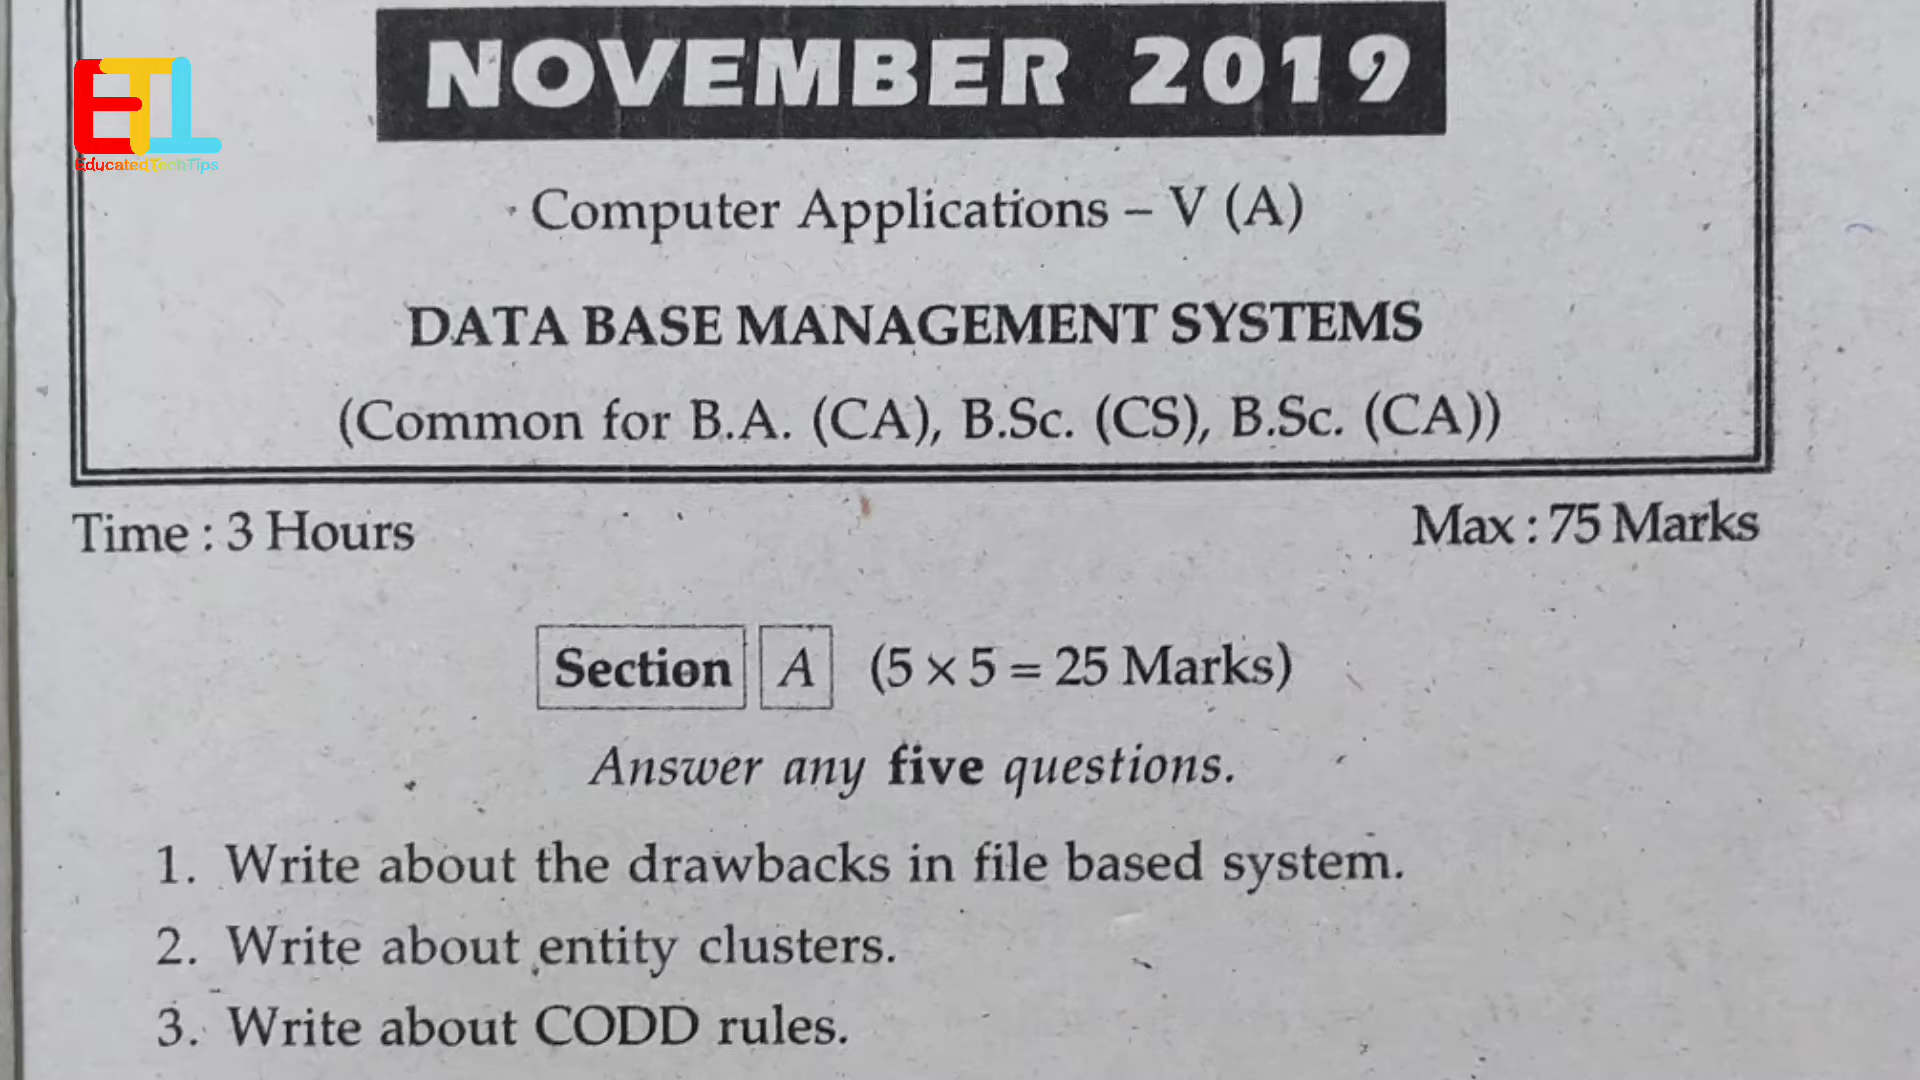 NOVEMBER 2019
ETT
EducatedTechTips
Computer Applications – V (A)
DATA BASE MANAGEMENT SYSTEMS
(Common for B.A. (CA), B.Sc. (CS), B.Sc. (CA))
Time : 3 Hours Max : 75 Marks
Section A (5 × 5 = 25 Marks)
Answer any five questions.
1. Write about the drawbacks in file based system.
2. Write about entity clusters.
3. Write about CODD rules.